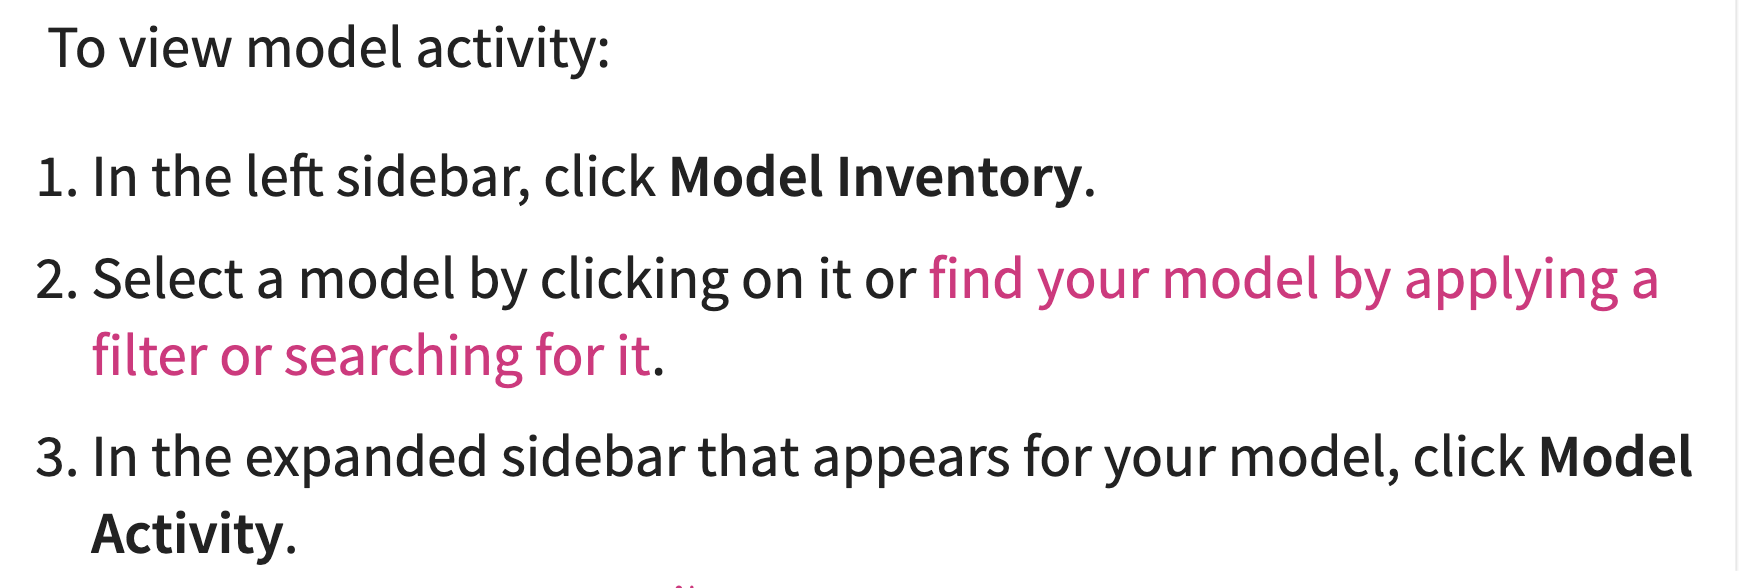 To view model activity:
1. In the left sidebar, click Model Inventory.
2. Select a model by clicking on it or find your model by applying a
filter or searching for it.
3. In the expanded sidebar that appears for your model, click Model
Activity.